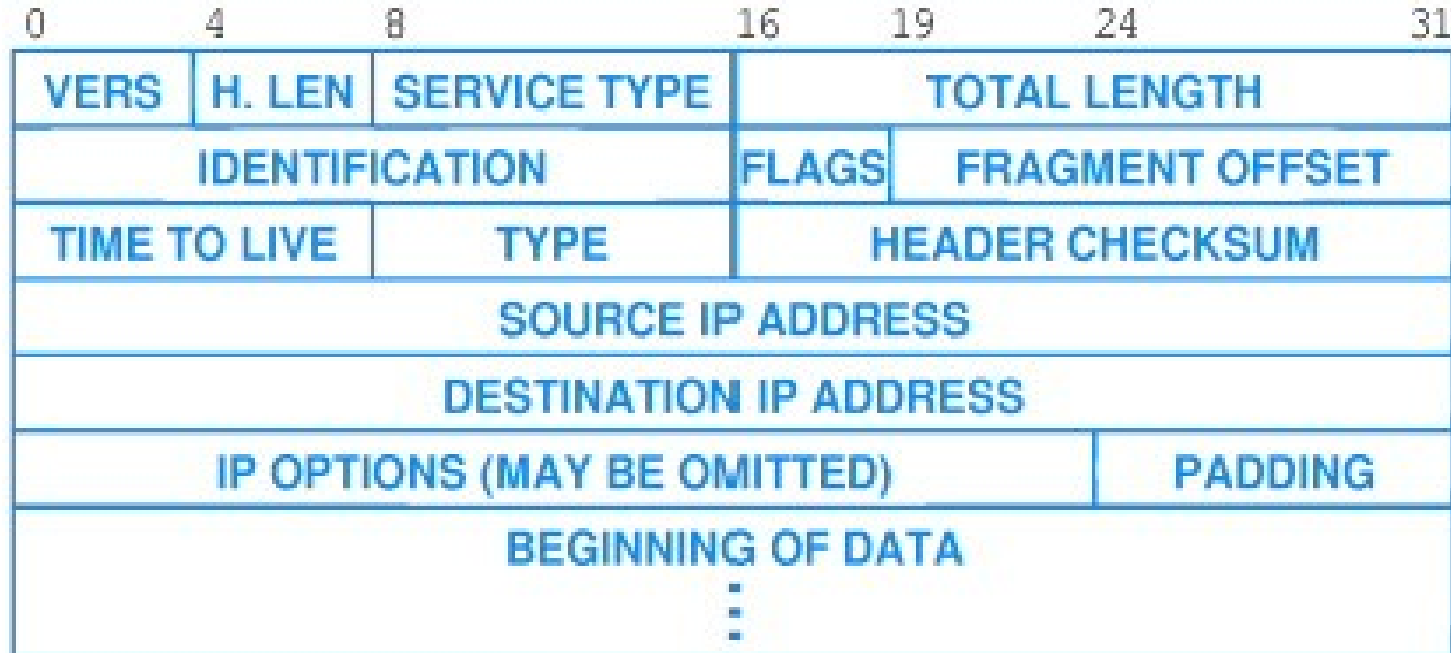 0 4 8 16 19 24 31
VERS H. LEN SERVICE TYPE TOTAL LENGTH
IDENTIFICATION FLAGS FRAGMENT OFFSET
TIME TO LIVE TYPE HEADER CHECKSUM
SOURCE IP ADDRESS
DESTINATION IP ADDRESS
IP OPTIONS (MAY BE OMITTED) PADDING
BEGINNING OF DATA